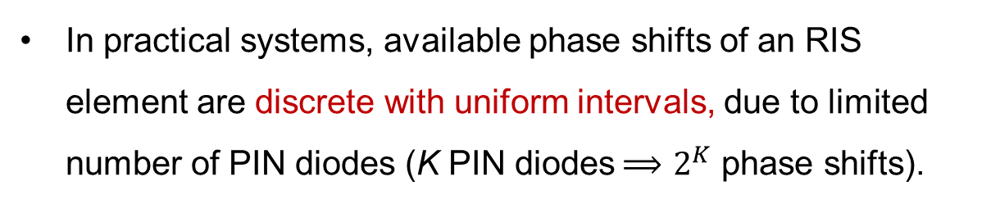 • In practical systems, available phase shifts of an RIS
element are discrete with uniform intervals, due to limited
number of PIN diodes (K PIN diodes ⟹ 2^K phase shifts).